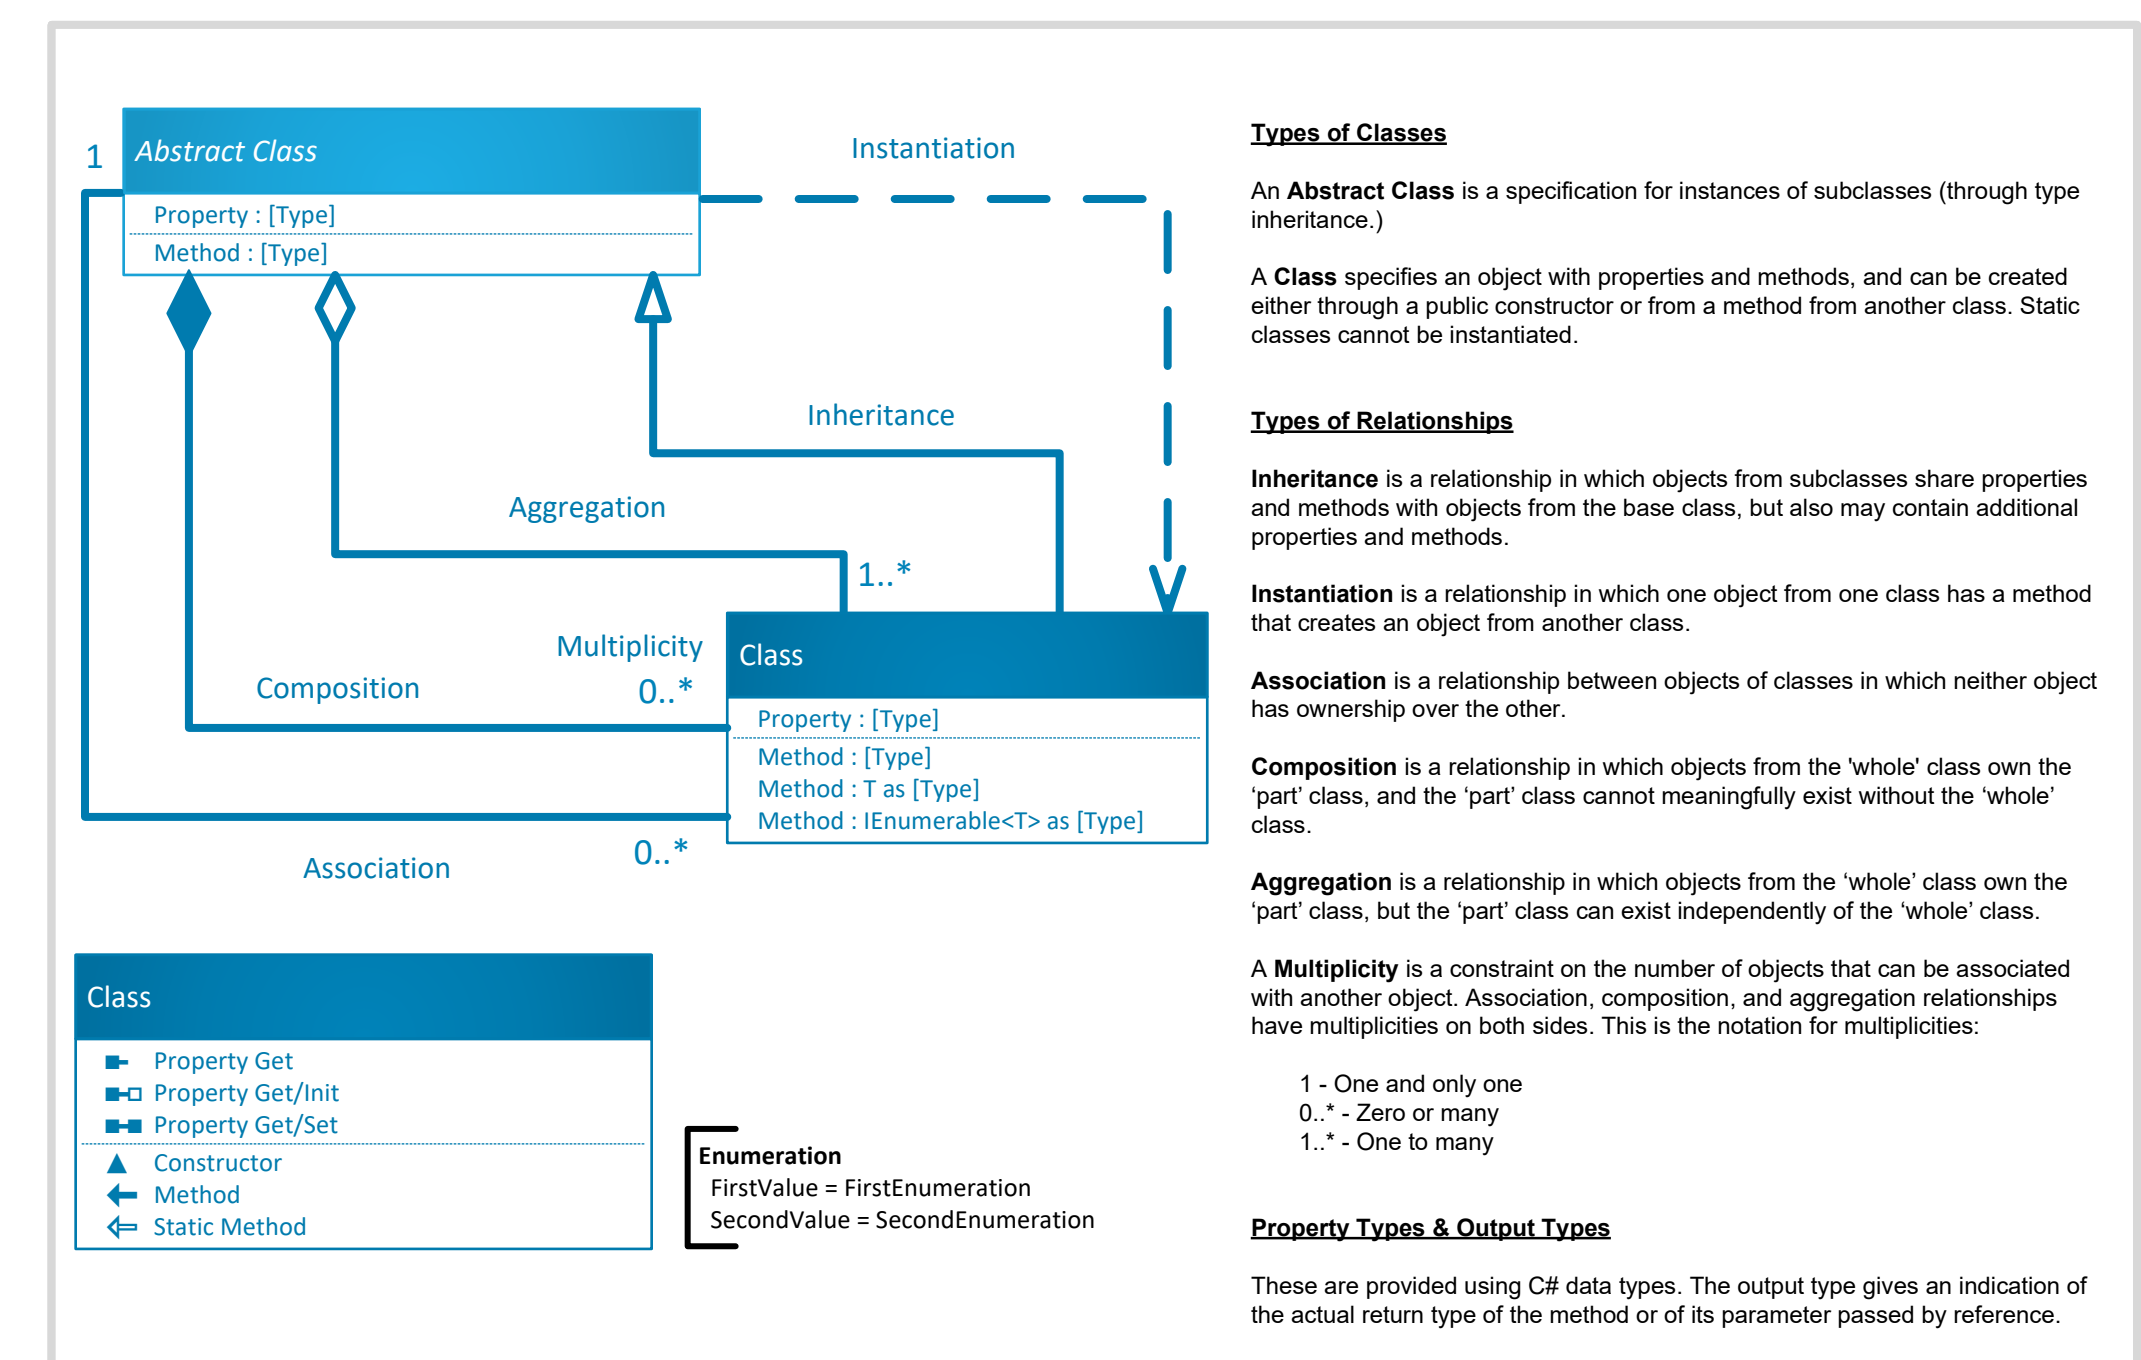 1
Abstract Class
Property : [Type]
Method : [Type]
Instantiation
Inheritance
Aggregation
1..*
Multiplicity
0..*
Composition
Class
Property : [Type]
Method : [Type]
Method : T as [Type]
Method : IEnumerable<T> as [Type]
0..*
Association
Class
Property Get
Property Get/Init
Property Get/Set
Constructor
Method
Static Method
Enumeration
FirstValue = FirstEnumeration
SecondValue = SecondEnumeration
Types of Classes
An Abstract Class is a specification for instances of subclasses (through type
inheritance.)
A Class specifies an object with properties and methods, and can be created
either through a public constructor or from a method from another class. Static
classes cannot be instantiated.
Types of Relationships
Inheritance is a relationship in which objects from subclasses share properties
and methods with objects from the base class, but also may contain additional
properties and methods.
Instantiation is a relationship in which one object from one class has a method
that creates an object from another class.
Association is a relationship between objects of classes in which neither object
has ownership over the other.
Composition is a relationship in which objects from the 'whole' class own the
‘part’ class, and the ‘part’ class cannot meaningfully exist without the ‘whole’
class.
Aggregation is a relationship in which objects from the ‘whole’ class own the
‘part’ class, but the ‘part’ class can exist independently of the ‘whole’ class.
A Multiplicity is a constraint on the number of objects that can be associated
with another object. Association, composition, and aggregation relationships
have multiplicities on both sides. This is the notation for multiplicities:
1 - One and only one
0..* - Zero or many
1..* - One to many
Property Types & Output Types
These are provided using C# data types. The output type gives an indication of
the actual return type of the method or of its parameter passed by reference.